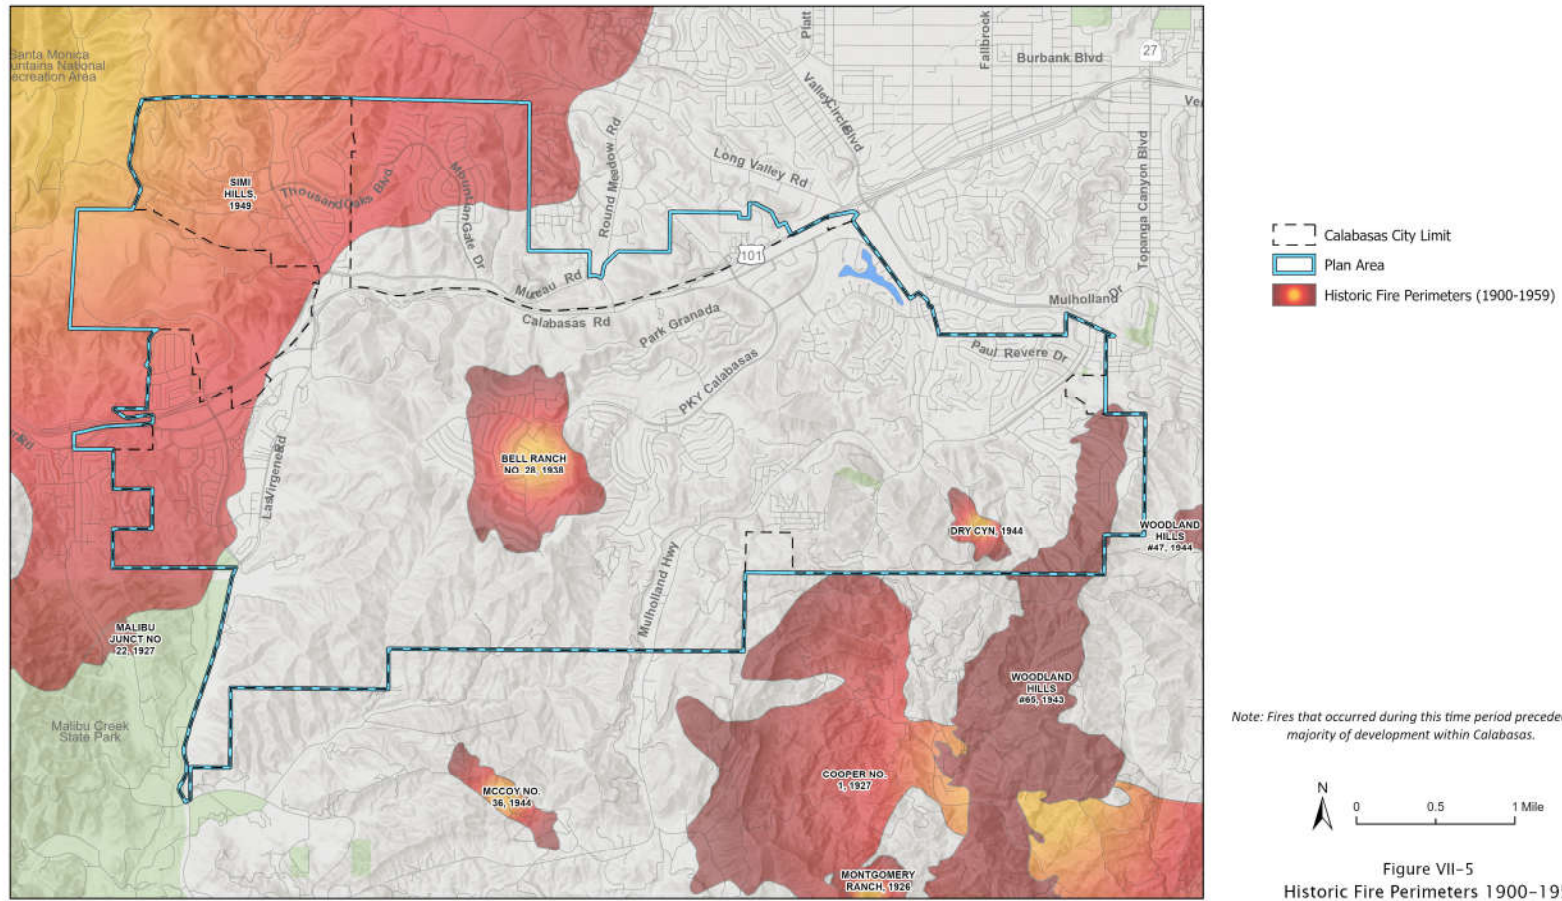 Santa Monica
untains National
ecreation Area
Platt
Fallbrook
Burbank Blvd
27
ValleyCircleBlvd
Ver
Long Valley Rd
Topanga Canyon Blvd
Round Meadow Rd
SIMI
HILLS,
1949
Thousand Oaks Blvd
Mountain Gate Dr
101
Mureau Rd
Calabasas Rd
Park Granada
Mulholland Dr
Paul Revere Dr
PKY Calabasas
Las Virgenes Rd
BELL RANCH
NO. 28, 1938
DRY CYN, 1944
WOODLAND
HILLS
#47, 1944
Mulholland Hwy
MALIBU
JUNCT NO
22, 1927
WOODLAND
HILLS
#65, 1943
Malibu Creek
State Park
MCCOY NO.
36, 1944
COOPER NO.
1, 1927
MONTGOMERY
RANCH, 1926
Calabasas City Limit
Plan Area
Historic Fire Perimeters (1900-1959)
Note: Fires that occurred during this time period precede
majority of development within Calabasas.
N
0 0.5 1 Mile
Figure VII-5
Historic Fire Perimeters 1900-19